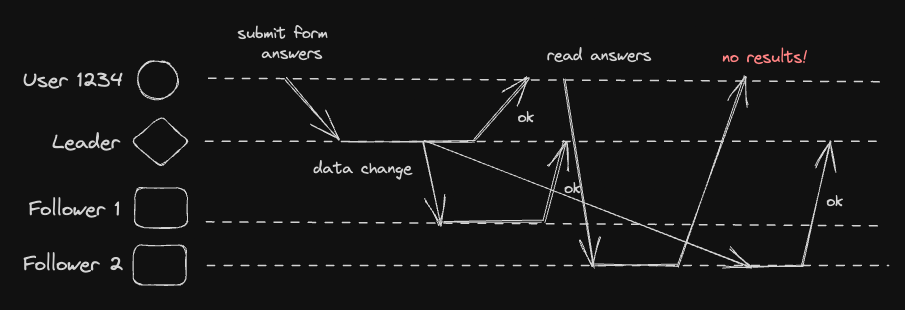 submit form
answers
read answers
no results!
User 1234
ok
Leader
data change
ok
ok
Follower 1
Follower 2